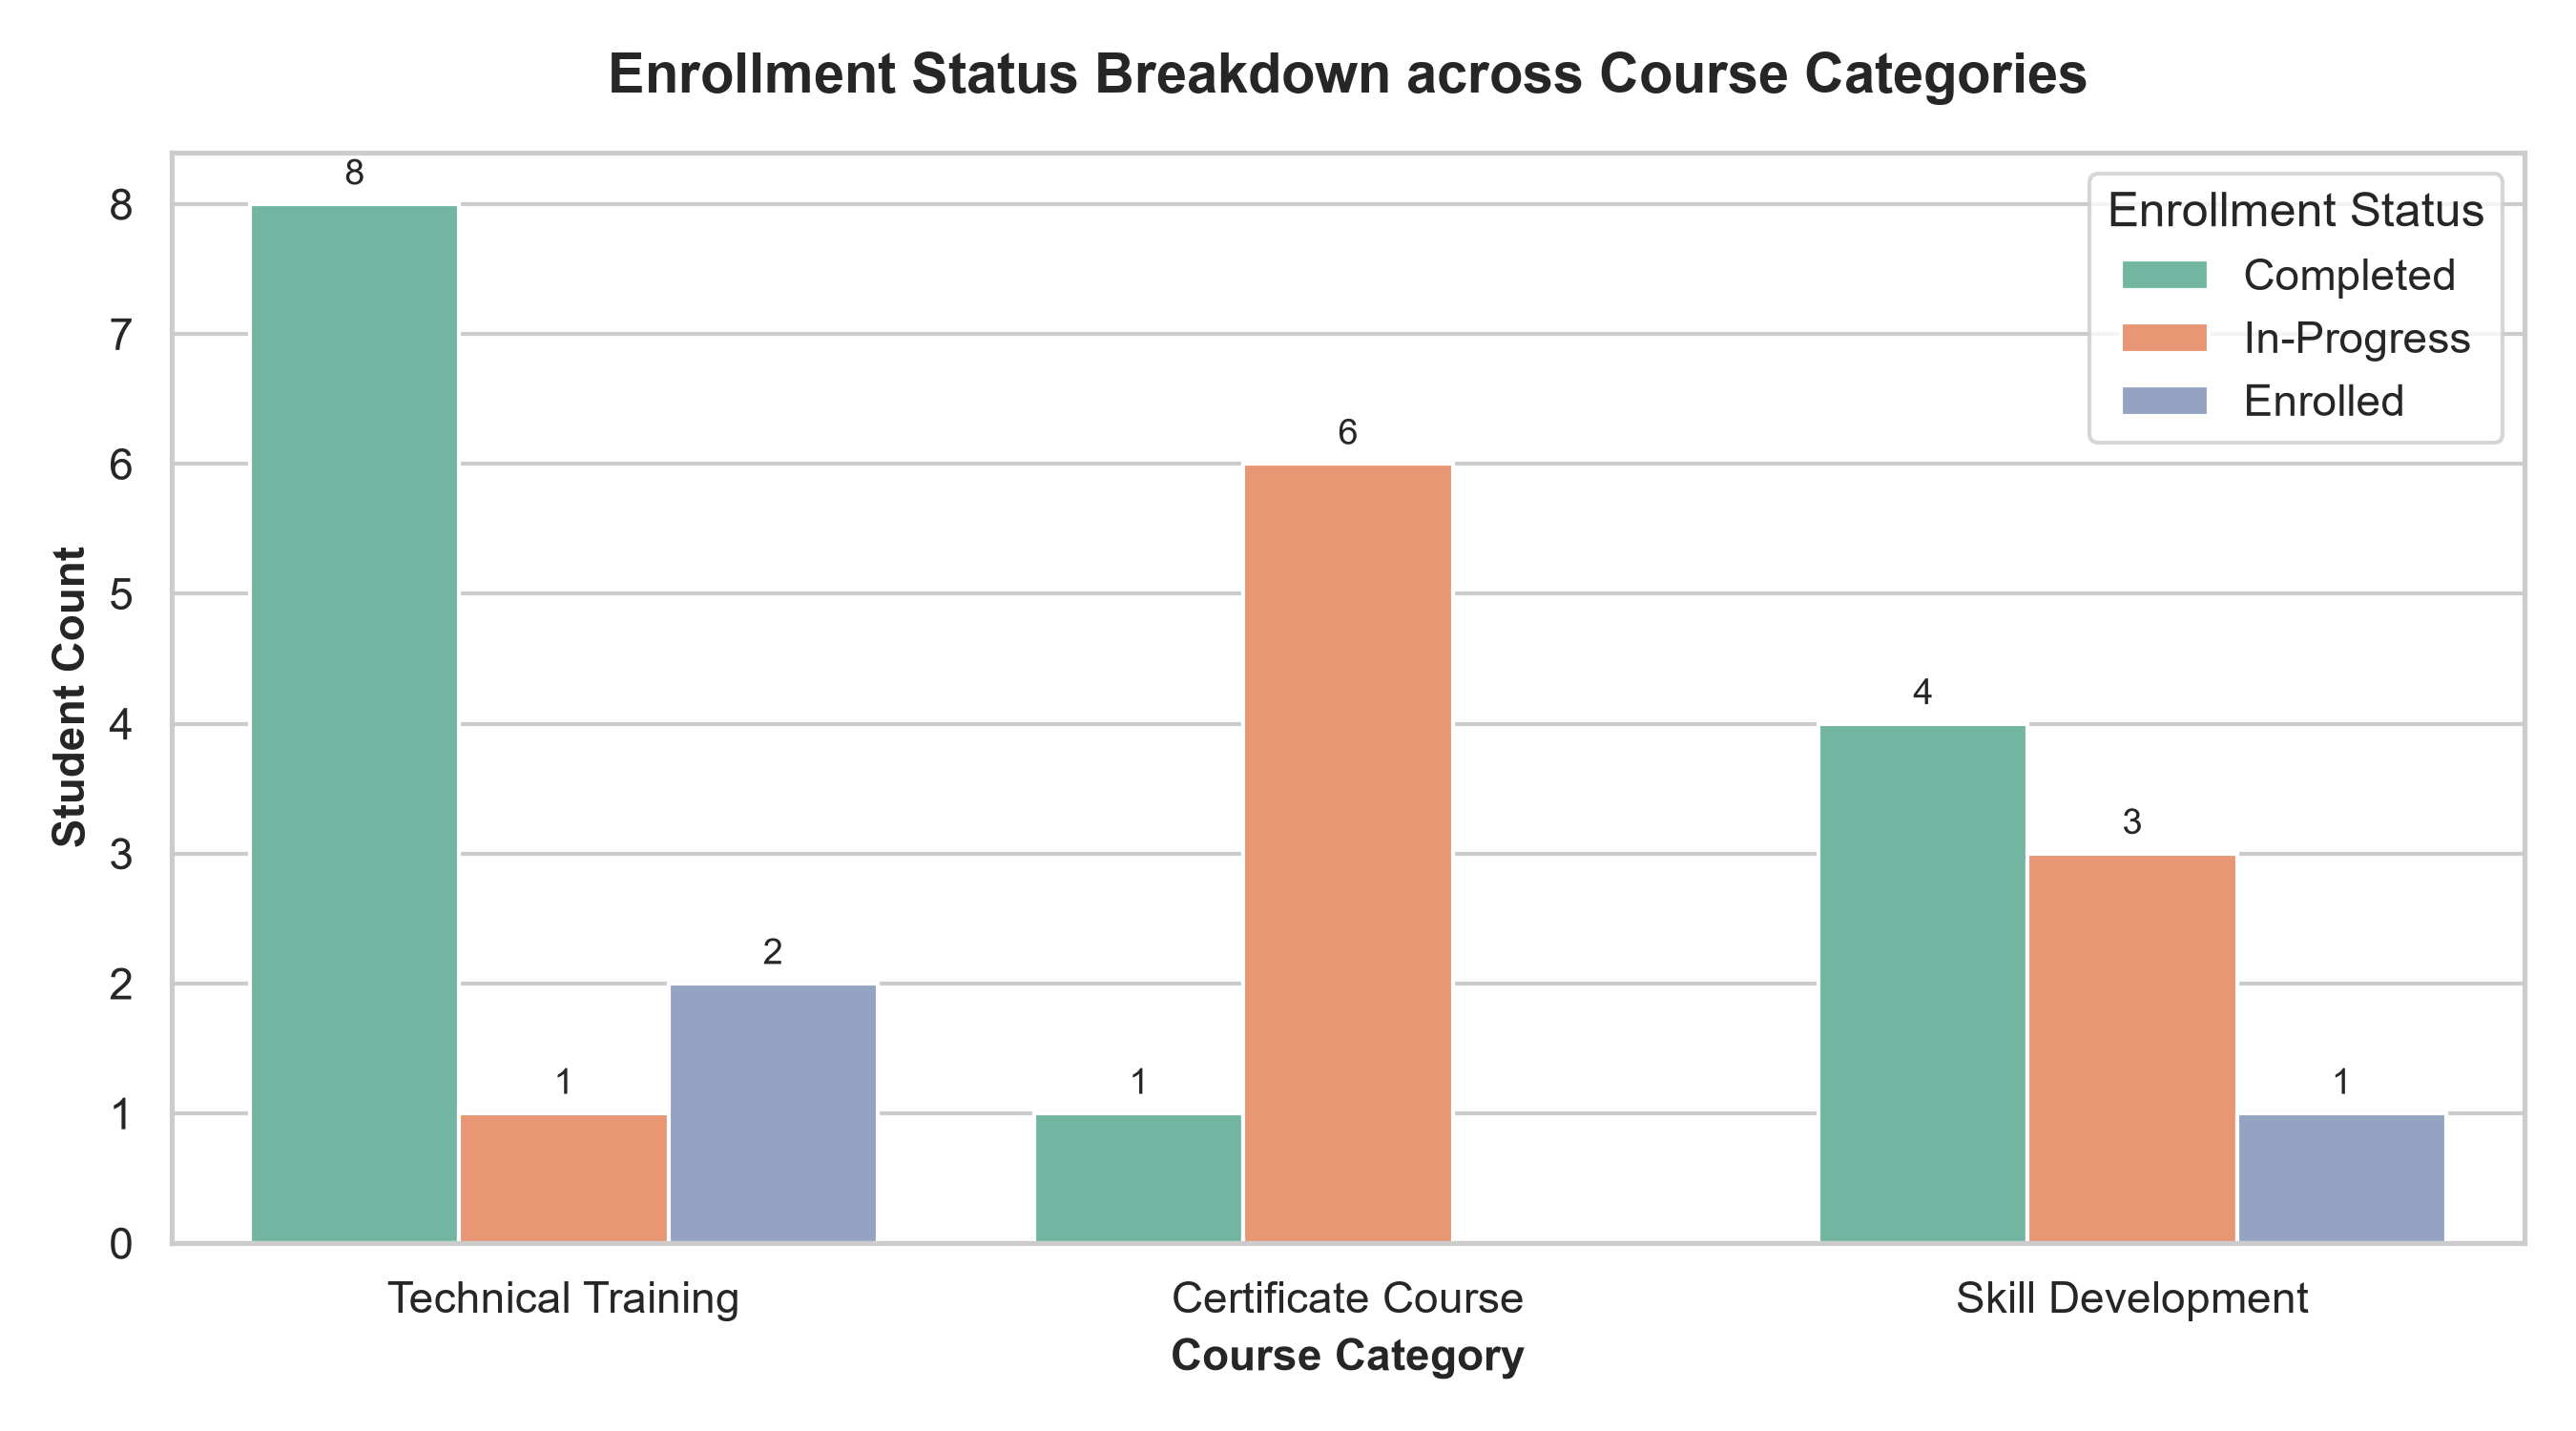 Enrollment Status Breakdown across Course Categories
Enrollment Status
Completed
In-Progress
Enrolled
Student Count
8
7
6
5
4
3
2
1
0
8
1
2
1
6
4
3
1
Technical Training
Certificate Course
Skill Development
Course Category